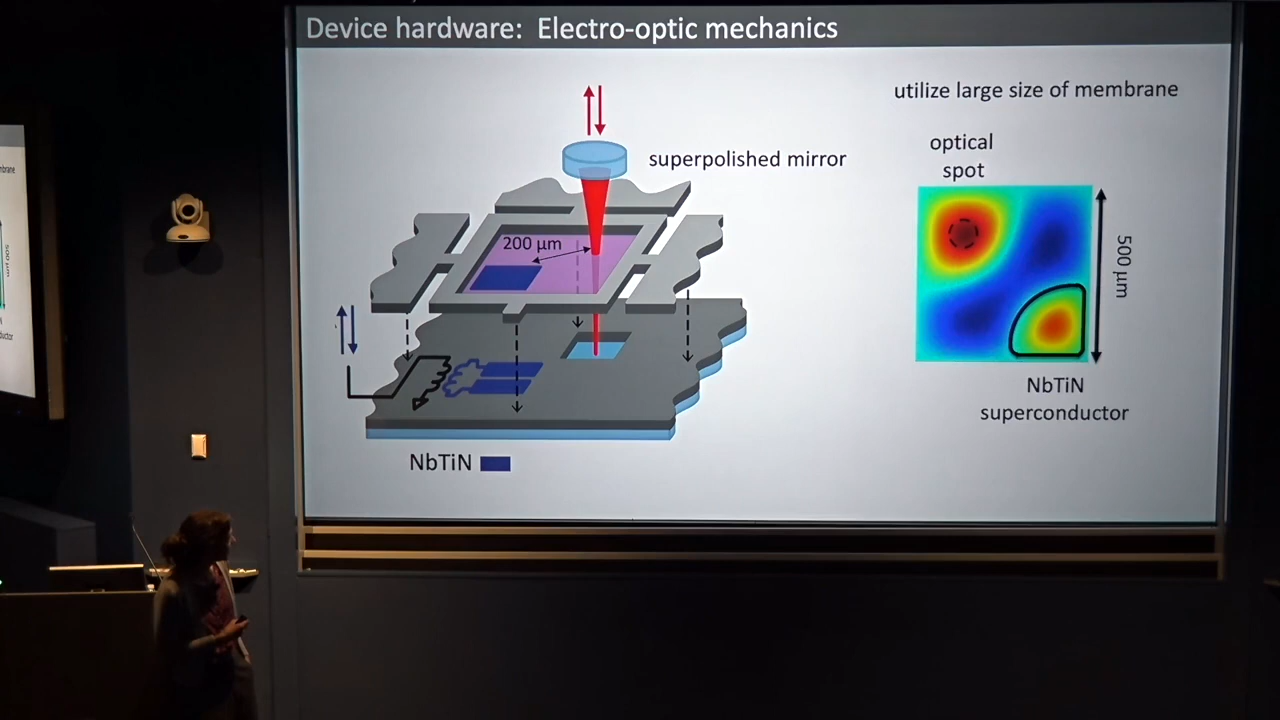 Device hardware: Electro-optic mechanics
utilize large size of membrane
optical
spot
superpolished mirror
200 µm
500 µm
NbTiN
superconductor
NbTiN